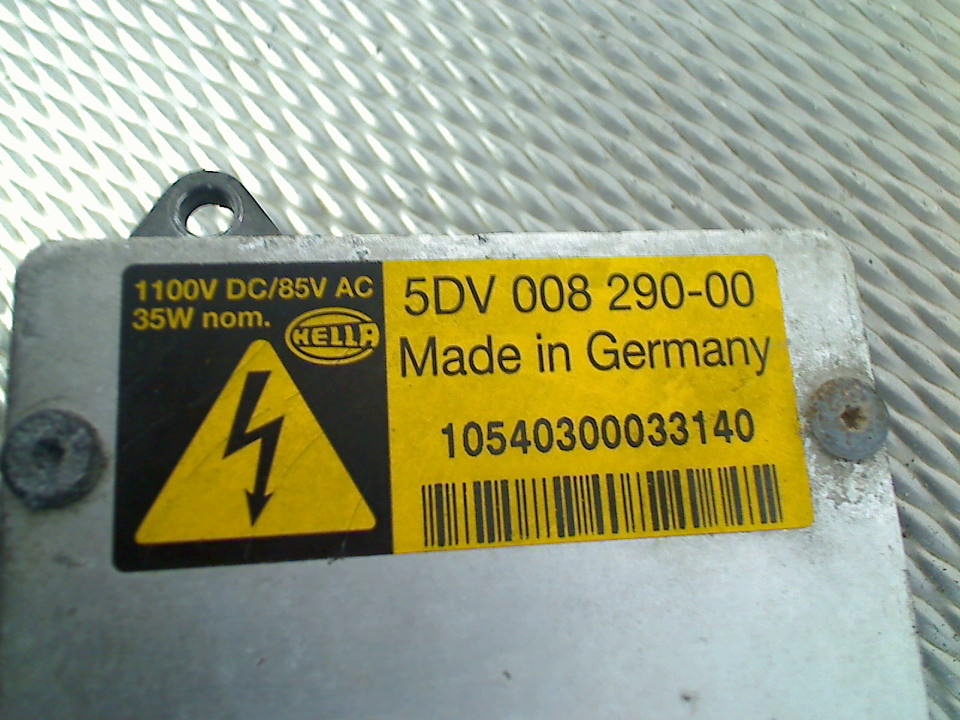 1100V DC/85V AC
35W nom.
HELLA
5DV 008 290-00
Made in Germany
10540300033140